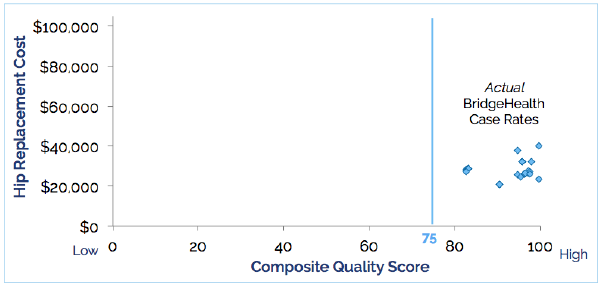 Hip Replacement Cost
$100,000
$80,000
$60,000
$40,000
$20,000
$0
Actual
BridgeHealth
Case Rates
Low
0
20
40
60
75
80
100
High
Composite Quality Score